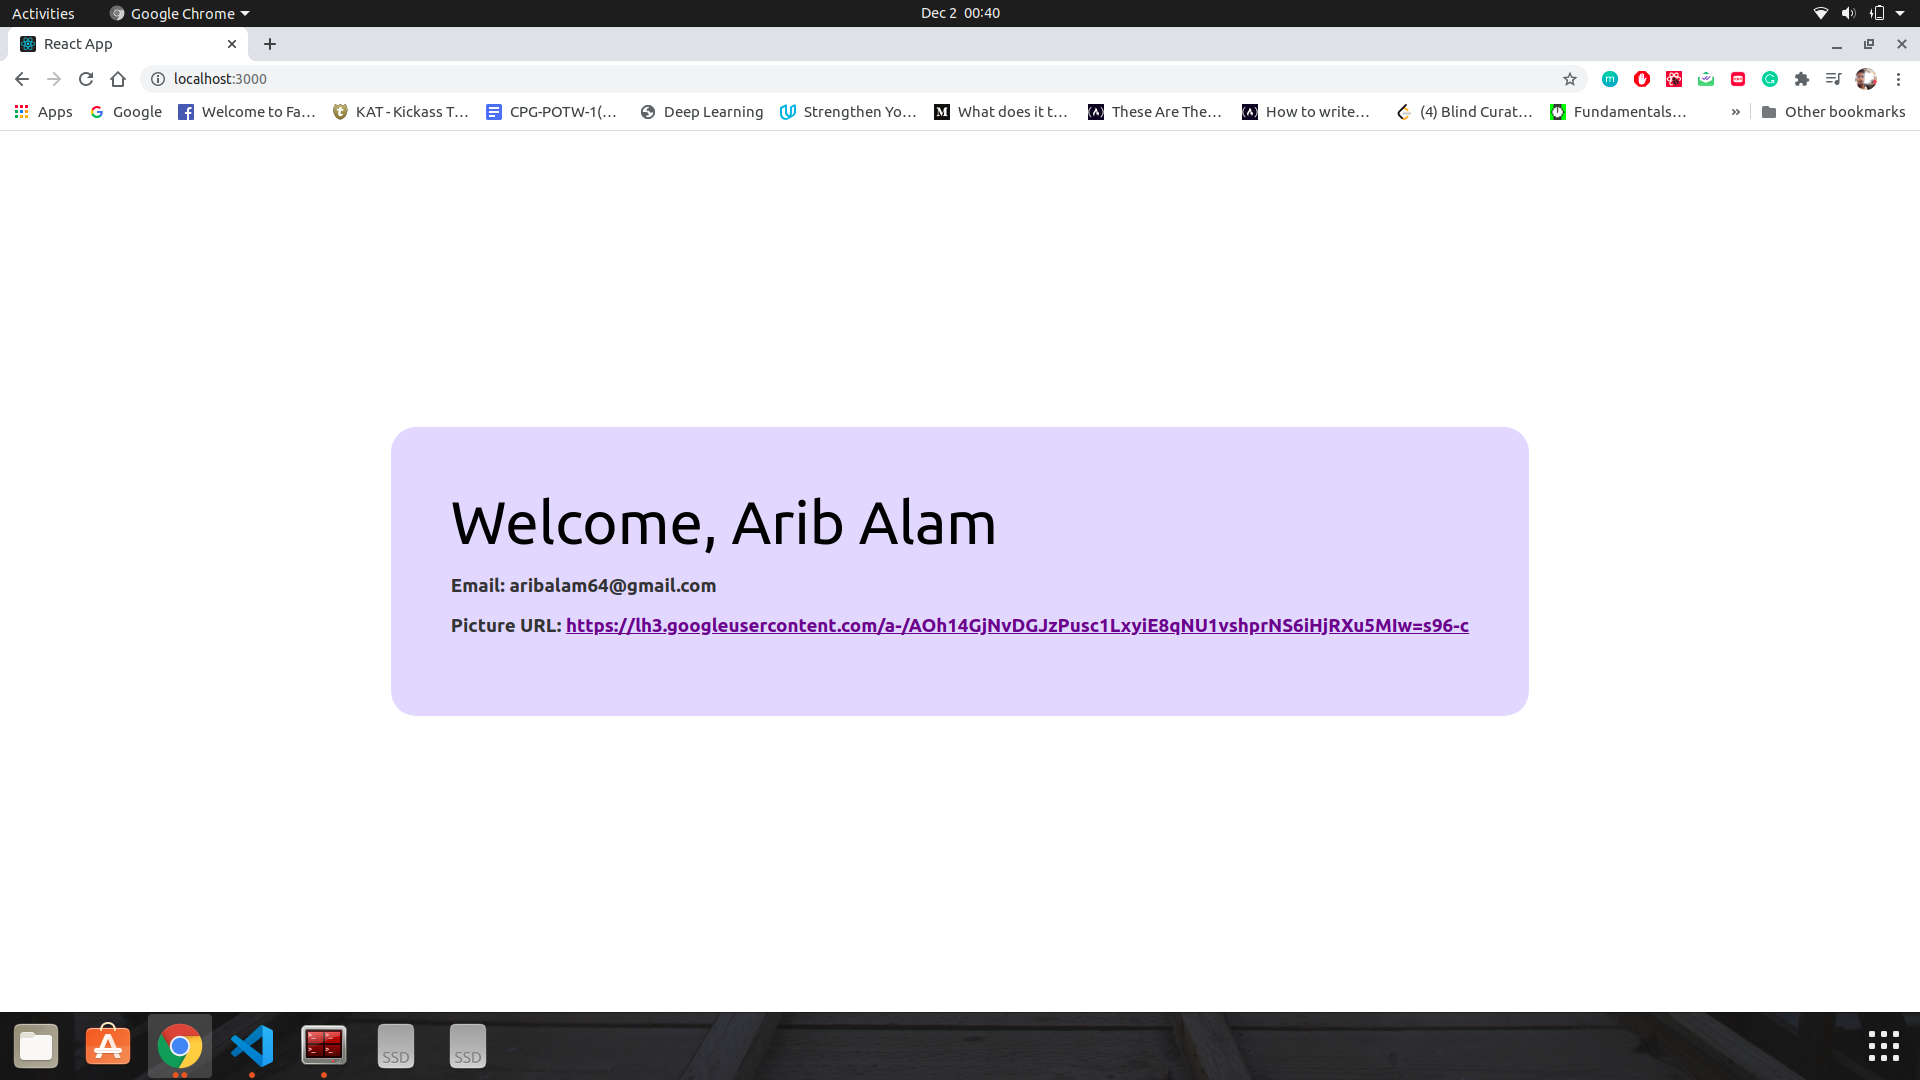 Activities Google Chrome Dec 2 00:40
React App
localhost:3000
Apps Google Welcome to Fa... KAT - Kickass T... CPG-POTW-1(... Deep Learning Strengthen Yo... What does it t... These Are The... How to write... (4) Blind Curat... Fundamentals... » Other bookmarks
Welcome, Arib Alam
Email: aribalam64@gmail.com
Picture URL: https://lh3.googleusercontent.com/a-/AOh14GjNvDGJzPusc1LxyiE8qNU1vshprNS6iHjRXu5MIw=s96-c
SSD SSD